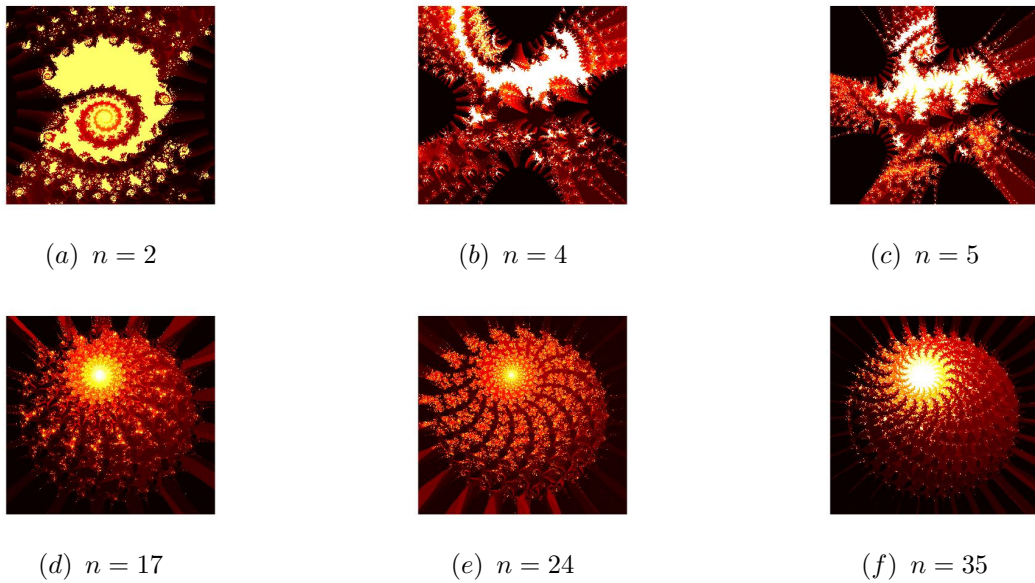 (a) n = 2
(b) n = 4
(c) n = 5
(d) n = 17
(e) n = 24
(f) n = 35